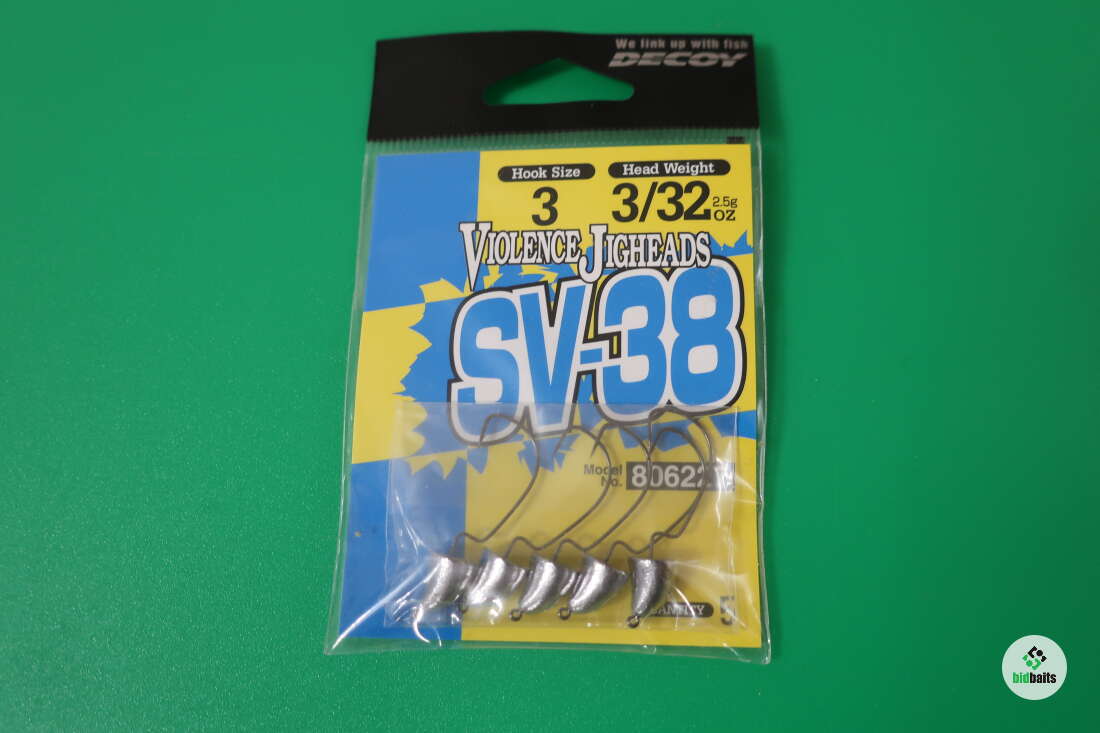 We link up with fish
DECOY
Hook Size
3
Head Weight
3/32 2.5g oz
VIOLENCE JIGHEADS
SV-38
Model No.
80622
5
bidbaits